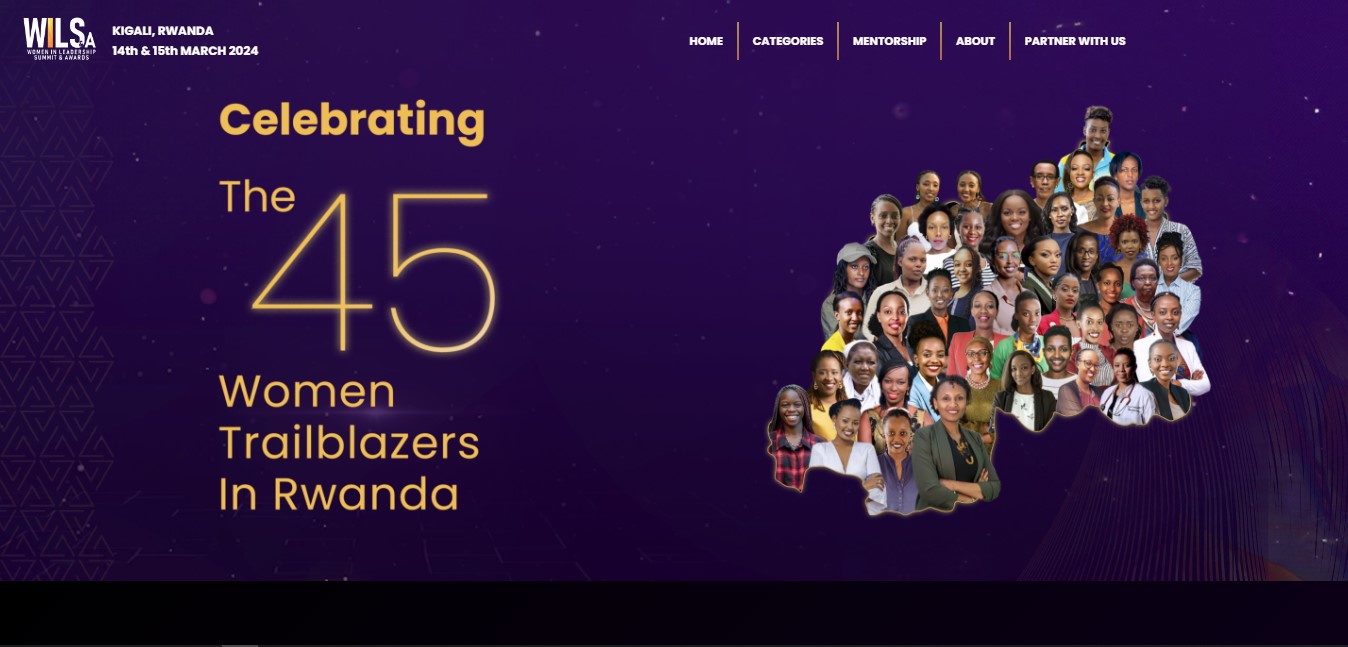 WILSA
WOMEN IN LEADERSHIP
SUMMIT & AWARDS
KIGALI, RWANDA
14th & 15th MARCH 2024
HOME
CATEGORIES
MENTORSHIP
ABOUT
PARTNER WITH US
Celebrating
The
45
Women
Trailblazers
In Rwanda